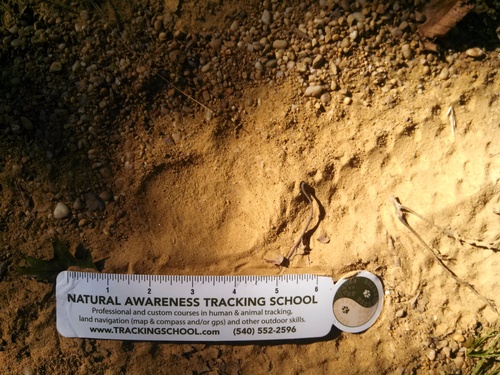 1 2 3 4 5 6
NATURAL AWARENESS TRACKING SCHOOL
Professional and custom courses in human & animal tracking,
land navigation (map & compass and/or gps) and other outdoor skills.
www.TRACKINGSCHOOL.com (540) 552-2596